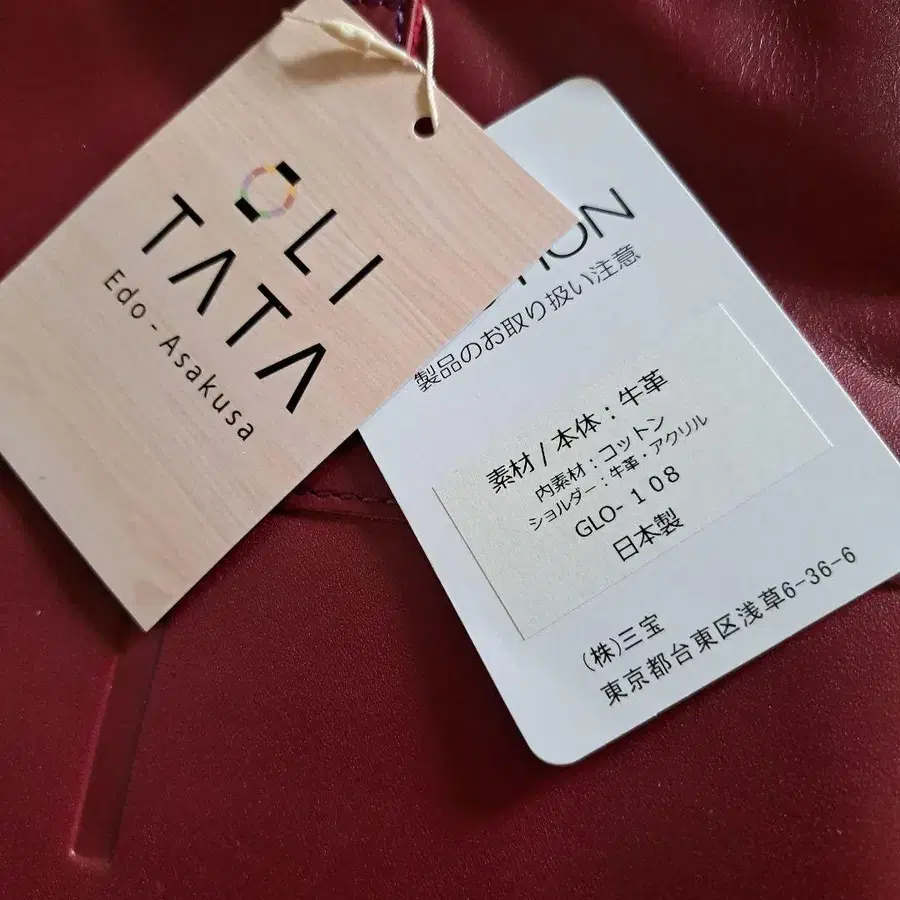 OLI
TATA
Edo-Asakusa
製品のお取り扱い注意
素材/本体:牛革
内素材:コットン
ショルダー:牛革・アクリル
GLO-108
日本製
(株)三宝
東京都台東区浅草6-36-6